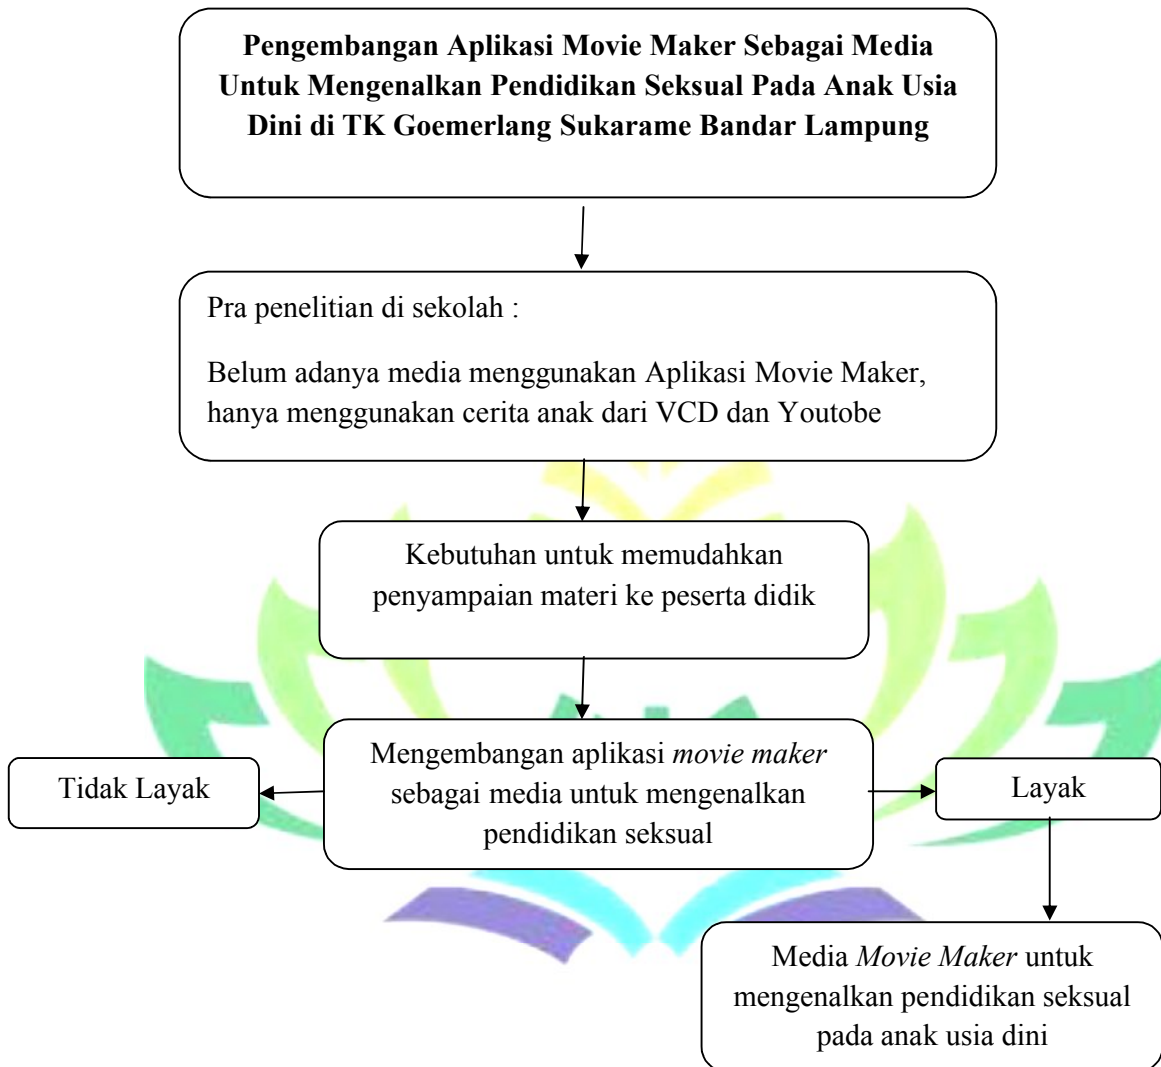 Pengembangan Aplikasi Movie Maker Sebagai Media
Untuk Mengenalkan Pendidikan Seksual Pada Anak Usia
Dini di TK Goemerlang Sukarame Bandar Lampung
Pra penelitian di sekolah :
Belum adanya media menggunakan Aplikasi Movie Maker,
hanya menggunakan cerita anak dari VCD dan Youtobe
Kebutuhan untuk memudahkan
penyampaian materi ke peserta didik
Mengembangan aplikasi movie maker
sebagai media untuk mengenalkan
pendidikan seksual
Tidak Layak
Layak
Media Movie Maker untuk
mengenalkan pendidikan seksual
pada anak usia dini